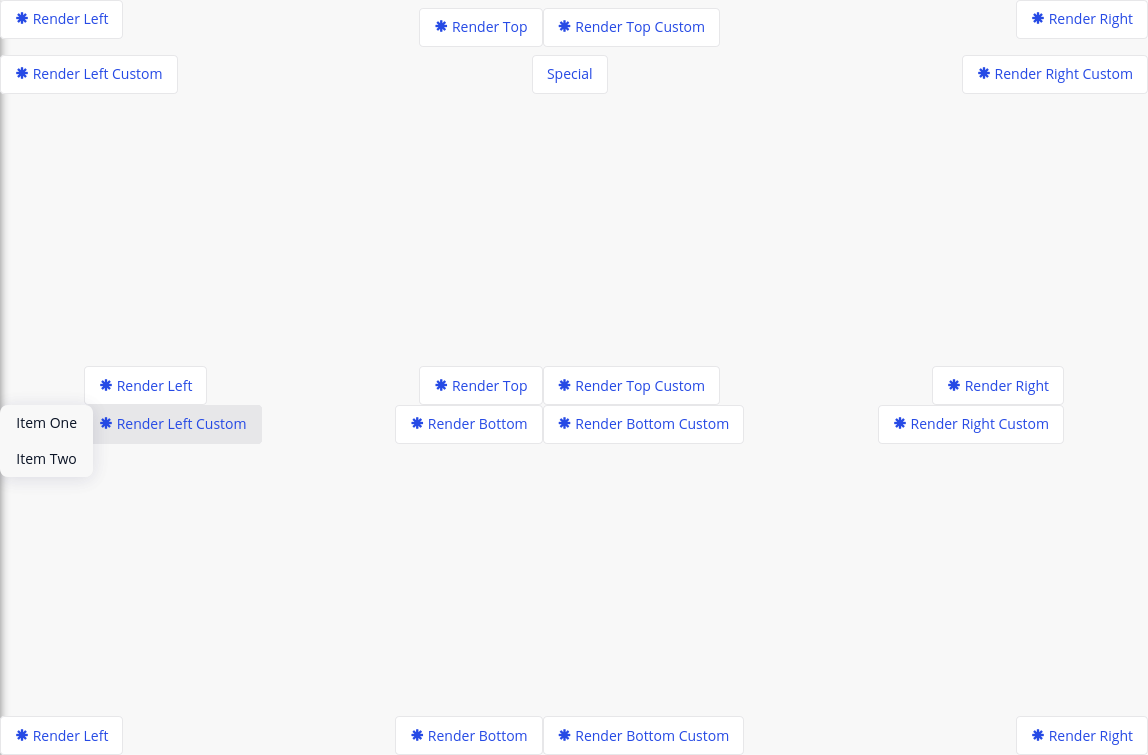 Render Left
Render Top
Render Top Custom
Render Right
Render Left Custom
Special
Render Right Custom
Render Left
Render Top
Render Top Custom
Render Right
Item One
Render Left Custom
Render Bottom
Render Bottom Custom
Render Right Custom
Item Two
Render Left
Render Bottom
Render Bottom Custom
Render Right